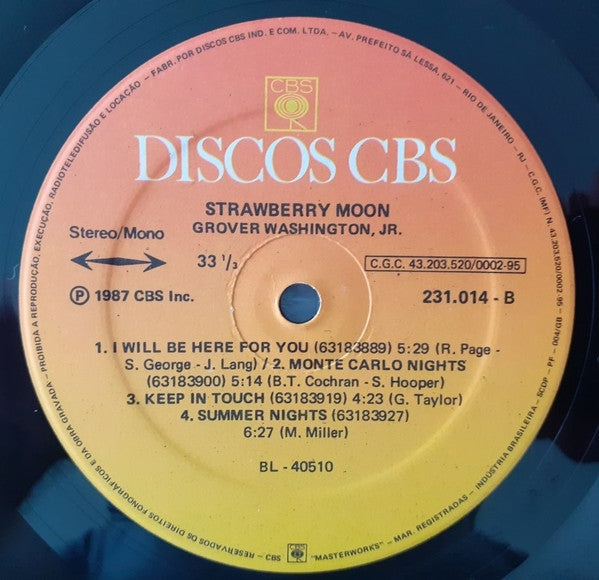 FABR. POR DISCOS CBS IND. E COM. LTDA. – AV. PREFEITO SÁ LESSA, 621 – RIO DE JANEIRO – RJ – C.G.C. (MF) N. 43.203.520/0002-95 – SCDP – PF – 004/GB – INDÚSTRIA BRASILEIRA –
CBS
DISCOS CBS
STRAWBERRY MOON
GROVER WASHINGTON, JR.
Stereo/Mono
33 1/3
C.G.C. 43.203.520/0002-95
Ⓟ 1987 CBS Inc.
231.014 - B
1. I WILL BE HERE FOR YOU (63183889) 5:29 (R. Page -
S. George - J. Lang) / 2. MONTE CARLO NIGHTS
(63183900) 5:14 (B.T. Cochran - S. Hooper)
3. KEEP IN TOUCH (63183919) 4:23 (G. Taylor)
4. SUMMER NIGHTS (63183927)
6:27 (M. Miller)
BL - 40510
RESERVADOS OS DIREITOS FONOGRÁFICOS E DA OBRA GRAVADA – PROIBIDA A REPRODUÇÃO, EXECUÇÃO, RADIOTELEDIFUSÃO E LOCAÇÃO –
– CBS CBS "MASTERWORKS" – MAR. REGISTRADAS –